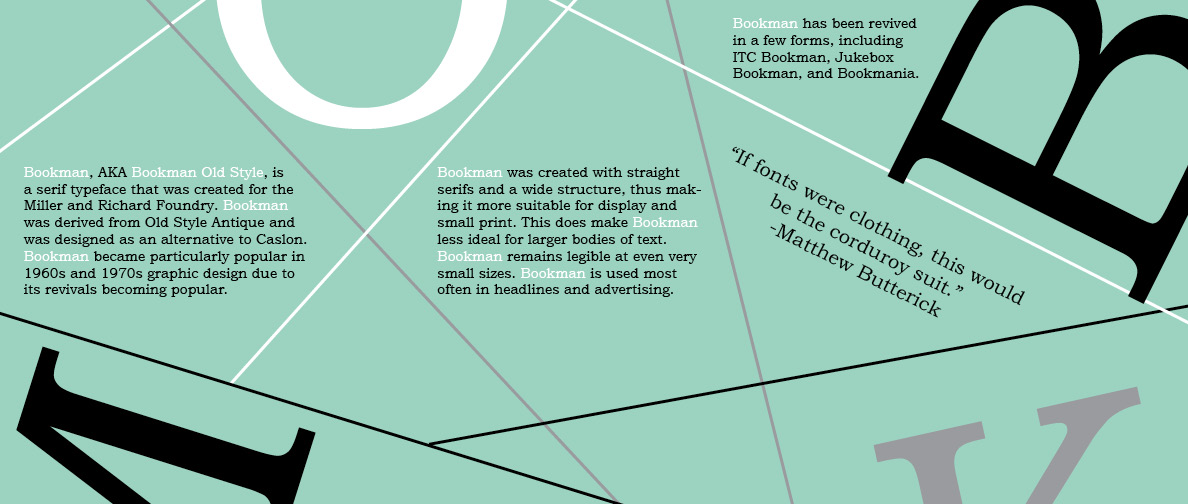 O
B
Bookman has been revived
in a few forms, including
ITC Bookman, Jukebox
Bookman, and Bookmania.
Bookman, AKA Bookman Old Style, is
a serif typeface that was created for the
Miller and Richard Foundry. Bookman
was derived from Old Style Antique and
was designed as an alternative to Caslon.
Bookman became particularly popular in
1960s and 1970s graphic design due to
its revivals becoming popular.
Bookman was created with straight
serifs and a wide structure, thus mak-
ing it more suitable for display and
small print. This does make Bookman
less ideal for larger bodies of text.
Bookman remains legible at even very
small sizes. Bookman is used most
often in headlines and advertising.
“If fonts were clothing, this would
be the corduroy suit.”
-Matthew Butterick
M
K